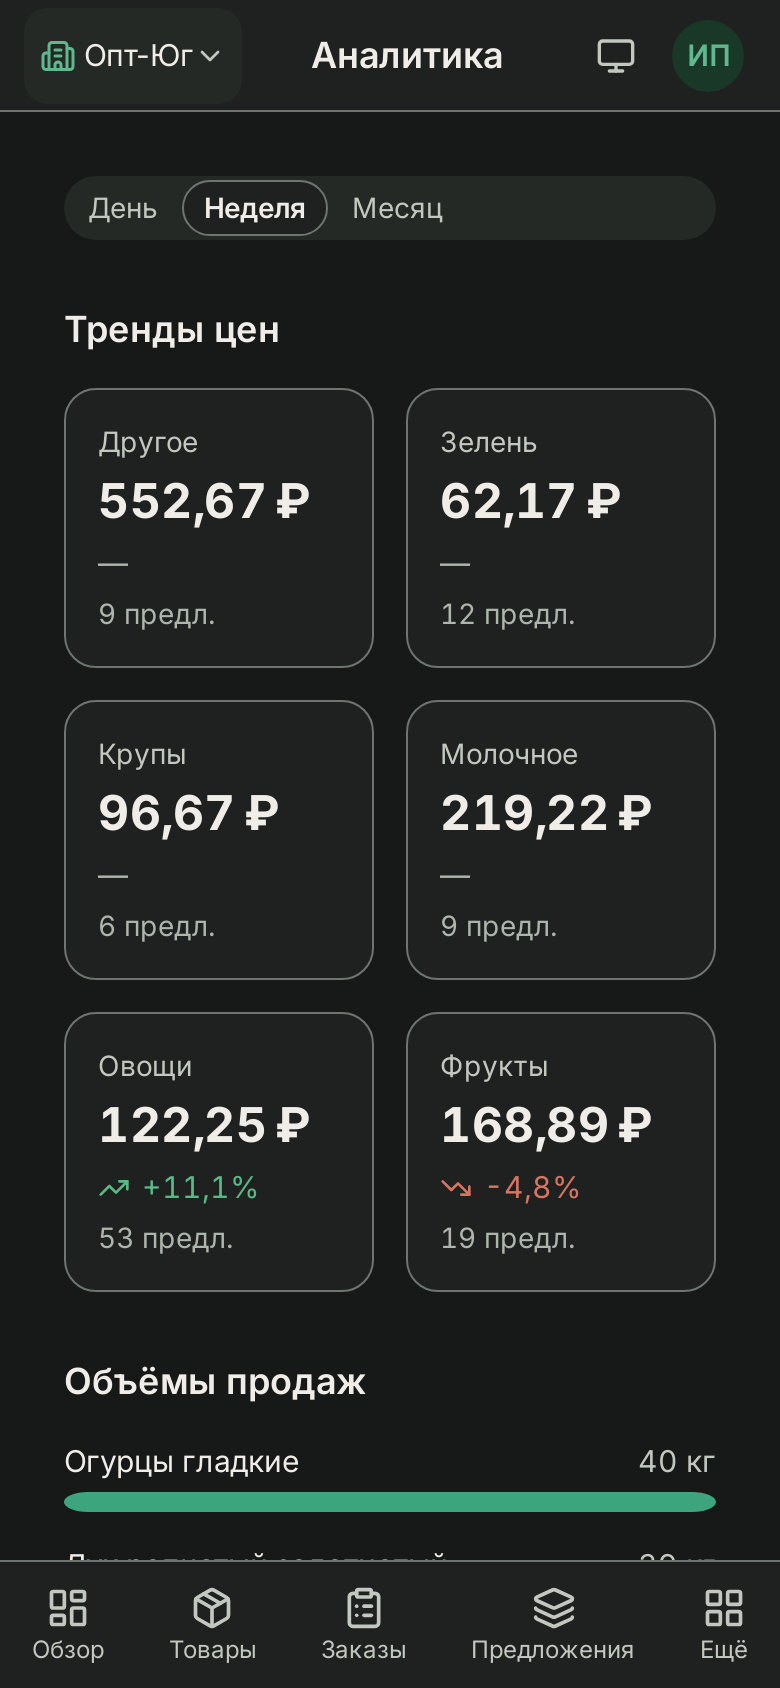 Опт-Юг
Аналитика
ИП
День Неделя Месяц
Тренды цен
Другое
552,67 ₽
—
9 предл.
Зелень
62,17 ₽
—
12 предл.
Крупы
96,67 ₽
—
6 предл.
Молочное
219,22 ₽
—
9 предл.
Овощи
122,25 ₽
+11,1%
53 предл.
Фрукты
168,89 ₽
-4,8%
19 предл.
Объёмы продаж
Огурцы гладкие 40 кг
Обзор Товары Заказы Предложения Ещё